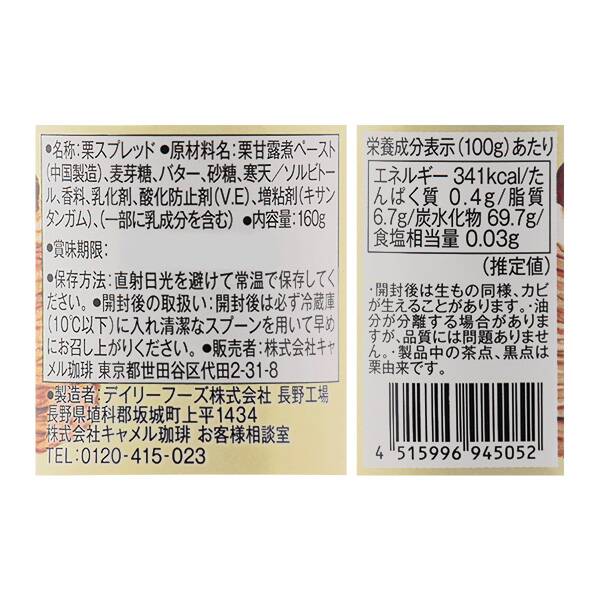 ●名称:栗スプレッド ●原材料名:栗甘露煮ペースト
(中国製造)、麦芽糖、バター、砂糖、寒天/ソルビトー
ル、香料、乳化剤、酸化防止剤(V.E)、増粘剤(キサン
タンガム)、(一部に乳成分を含む) ●内容量:160g
●賞味期限:
●保存方法:直射日光を避けて常温で保存してく
ださい。●開封後の取扱い:開封後は必ず冷蔵庫
(10℃以下)に入れ清潔なスプーンを用いて早め
にお召し上がりください。●販売者:株式会社キャ
メル珈琲 東京都世田谷区代田2-31-8
●製造者:デイリーフーズ株式会社 長野工場
長野県埴科郡坂城町上平1434
株式会社キャメル珈琲 お客様相談室
TEL:0120-415-023
栄養成分表示(100g)あたり
エネルギー 341kcal/た
んぱく質 0.4g/脂質
6.7g/炭水化物 69.7g/
食塩相当量 0.03g
(推定値)
・開封後は生もの同様、カビ
が生えることがあります。・油
分が分離する場合がありま
すが、品質には問題ありませ
ん。・製品中の茶点、黒点は
栗由来です。
4 515996 945052